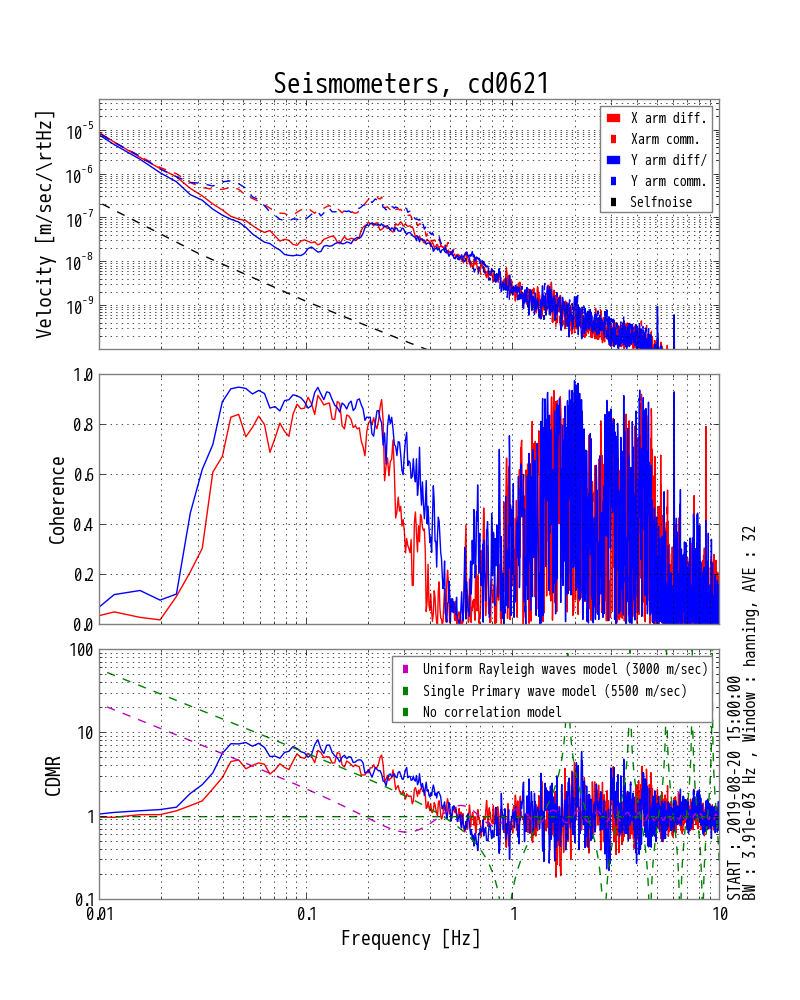 Seismometers, cd0621
Velocity [m/sec/\rtHz]
10^-5
10^-6
10^-7
10^-8
10^-9
X arm diff.
Xarm comm.
Y arm diff/
Y arm comm.
Selfnoise
Coherence
1.0
0.8
0.6
0.4
0.2
0.0
CDMR
100
10
1
0.1
Uniform Rayleigh waves model (3000 m/sec)
Single Primary wave model (5500 m/sec)
No correlation model
0.01
0.1
1
10
Frequency [Hz]
START : 2019-08-20 15:00:00
BW : 3.91e-03 Hz , Window : hanning, AVE : 32